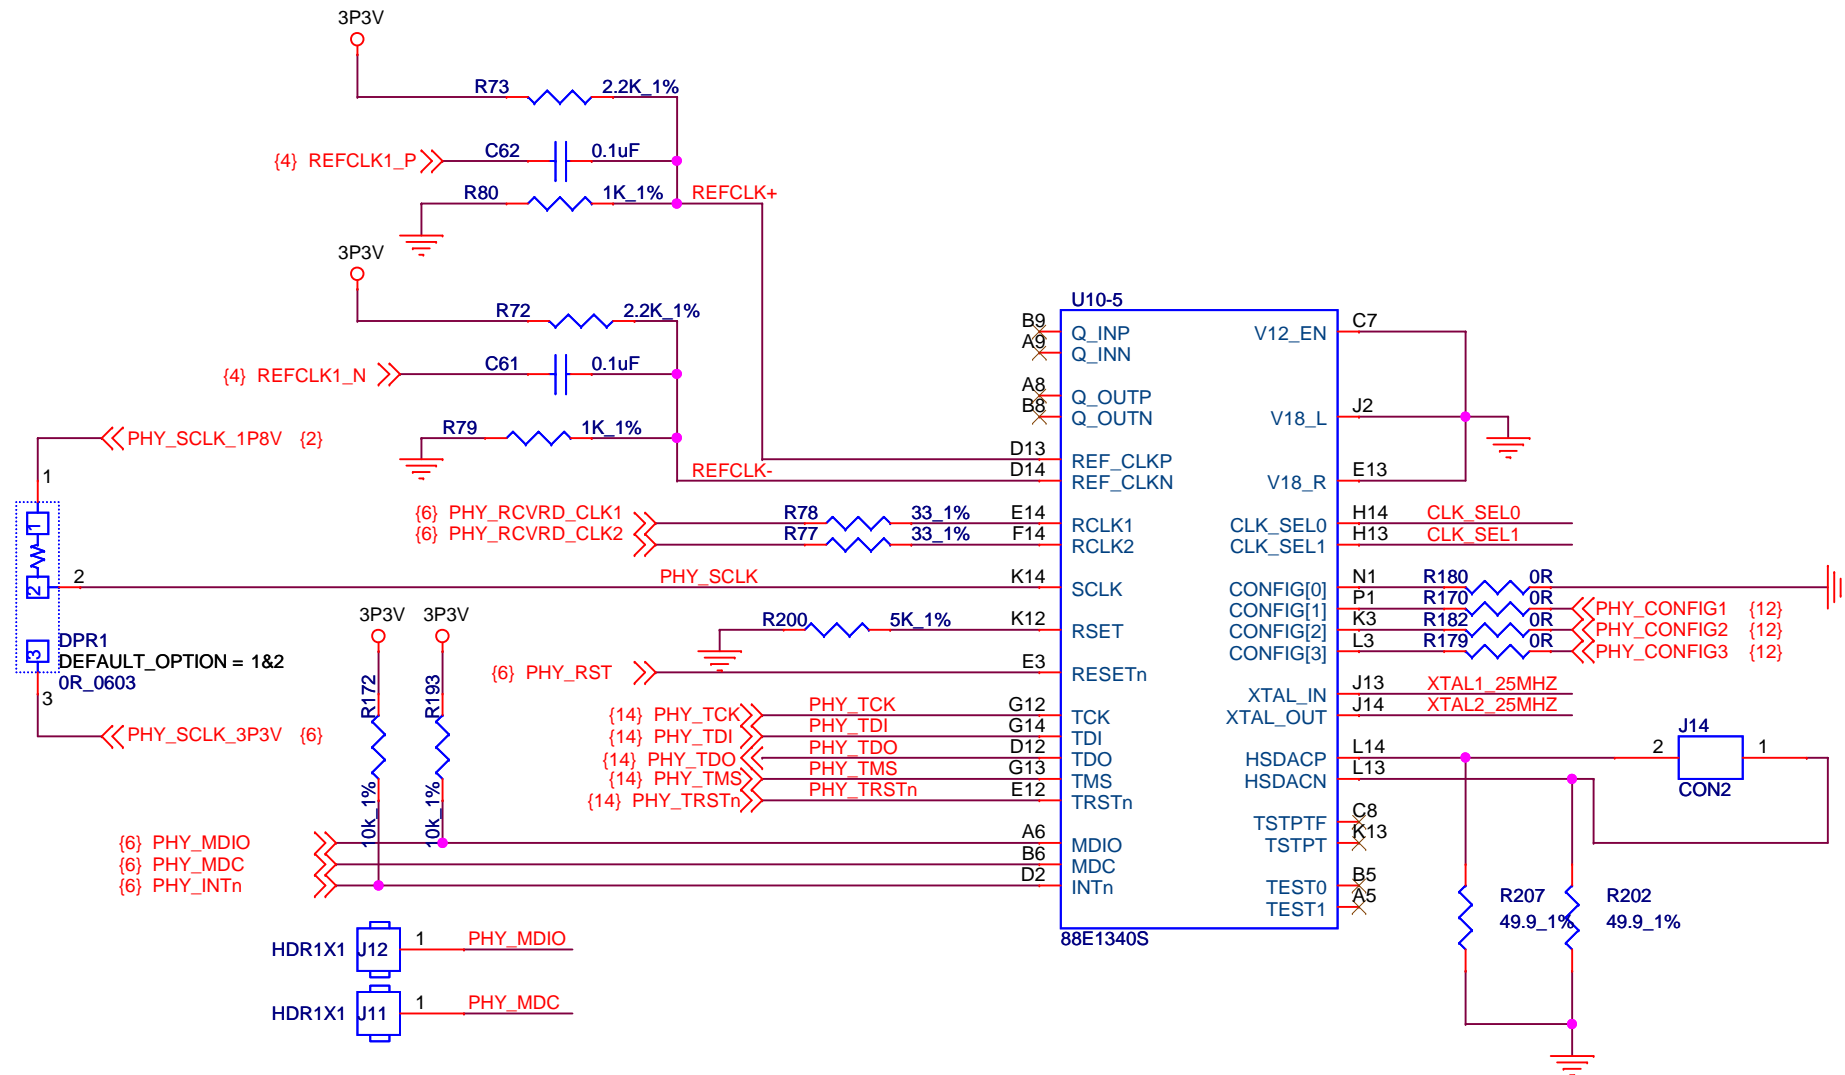 3P3V
R73 2.2K_1%
{4} REFCLK1_P C62 0.1uF
R80 1K_1% REFCLK+
3P3V
R72 2.2K_1%
{4} REFCLK1_N C61 0.1uF
R79 1K_1%
REFCLK-
PHY_SCLK_1P8V {2}
1
1
2
3
2
3
DPR1
DEFAULT_OPTION = 1&2
0R_0603
PHY_SCLK_3P3V {6}
{6} PHY_RCVRD_CLK1 R78 33_1%
{6} PHY_RCVRD_CLK2 R77 33_1%
PHY_SCLK
3P3V 3P3V
R172 10k_1%
R193 10k_1%
R200 5K_1%
{6} PHY_RST
{14} PHY_TCK PHY_TCK
{14} PHY_TDI PHY_TDI
{14} PHY_TDO PHY_TDO
{14} PHY_TMS PHY_TMS
{14} PHY_TRSTn PHY_TRSTn
{6} PHY_MDIO
{6} PHY_MDC
{6} PHY_INTn
HDR1X1 J12 1 PHY_MDIO
HDR1X1 J11 1 PHY_MDC
U10-5
B9 Q_INP
A9 Q_INN
A8 Q_OUTP
B8 Q_OUTN
D13 REF_CLKP
D14 REF_CLKN
E14 RCLK1
F14 RCLK2
K14 SCLK
K12 RSET
E3 RESETn
G12 TCK
G14 TDI
D12 TDO
G13 TMS
E12 TRSTn
A6 MDIO
B6 MDC
D2 INTn
88E1340S
V12_EN C7
V18_L J2
V18_R E13
CLK_SEL0 H14 CLK_SEL0
CLK_SEL1 H13 CLK_SEL1
CONFIG[0] N1 R180 0R
CONFIG[1] P1 R170 0R PHY_CONFIG1 {12}
CONFIG[2] K3 R182 0R PHY_CONFIG2 {12}
CONFIG[3] L3 R179 0R PHY_CONFIG3 {12}
XTAL_IN J13 XTAL1_25MHZ
XTAL_OUT J14 XTAL2_25MHZ
HSDACP L14
HSDACN L13
TSTPTF C8
TSTPT K13
TEST0 B5
TEST1 A5
J14
2 1
CON2
R207
49.9_1%
R202
49.9_1%